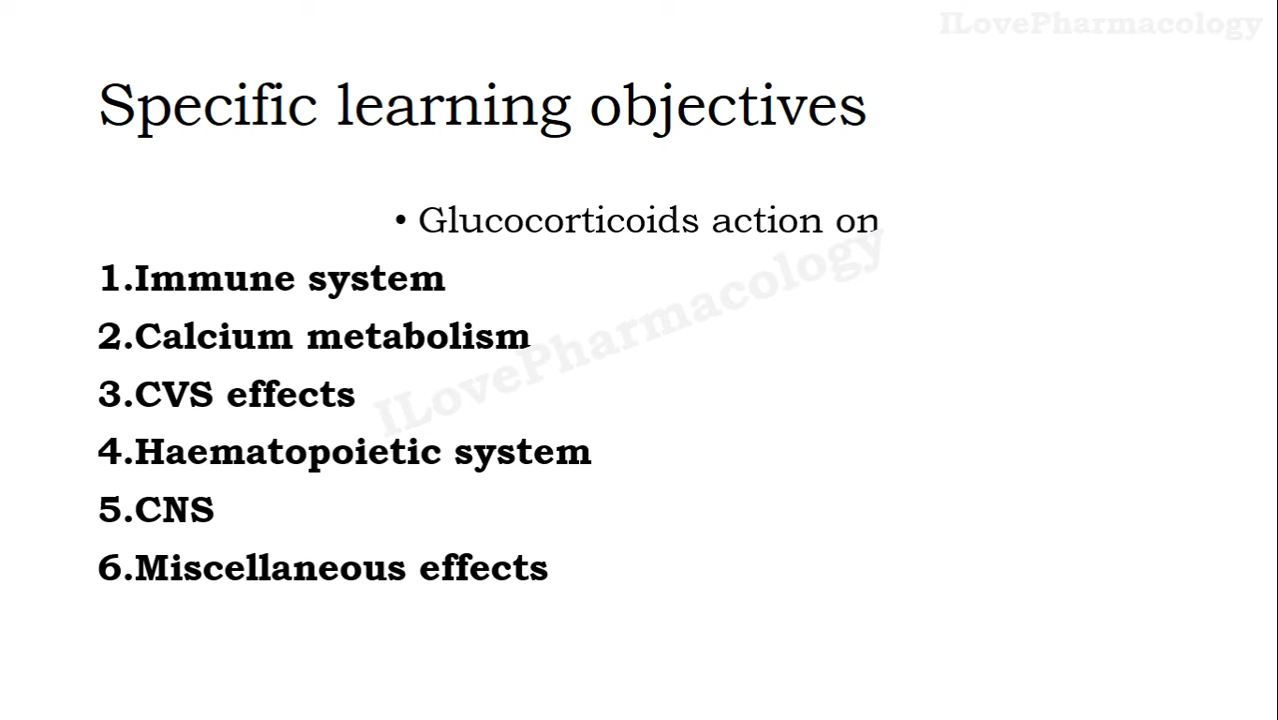 ILovePharmacology
Specific learning objectives
• Glucocorticoids action on
1.Immune system
2.Calcium metabolism
3.CVS effects
4.Haematopoietic system
5.CNS
6.Miscellaneous effects
ILovePharmacology